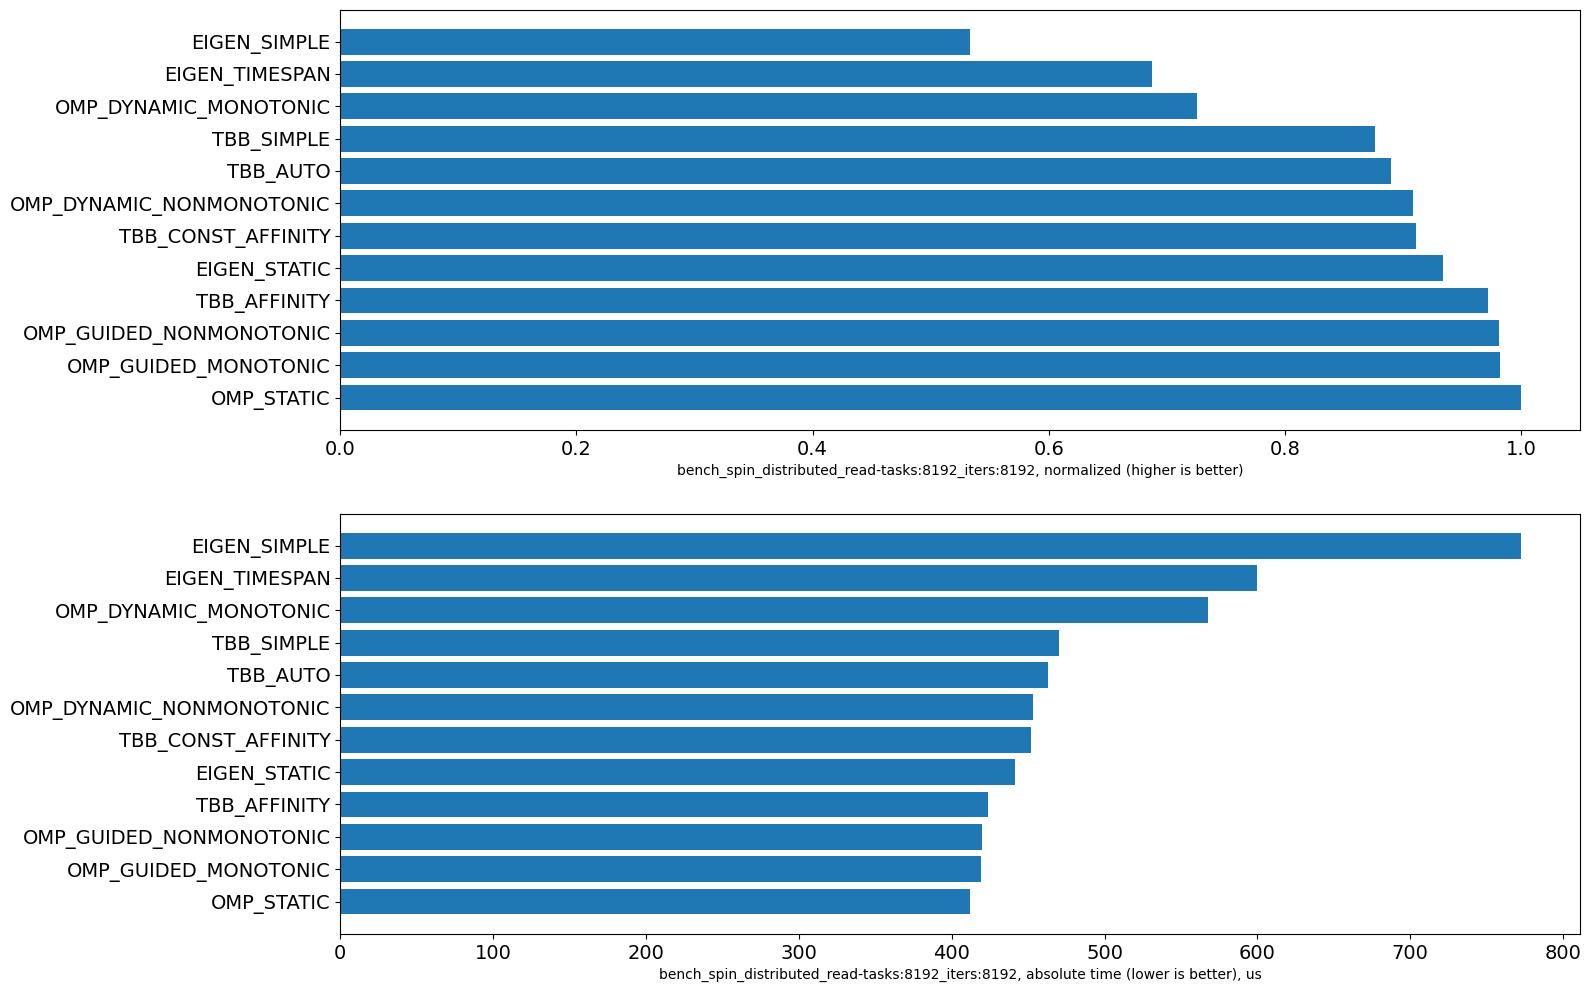 EIGEN_SIMPLE
EIGEN_TIMESPAN
OMP_DYNAMIC_MONOTONIC
TBB_SIMPLE
TBB_AUTO
OMP_DYNAMIC_NONMONOTONIC
TBB_CONST_AFFINITY
EIGEN_STATIC
TBB_AFFINITY
OMP_GUIDED_NONMONOTONIC
OMP_GUIDED_MONOTONIC
OMP_STATIC
0.0 0.2 0.4 0.6 0.8 1.0
bench_spin_distributed_read-tasks:8192_iters:8192, normalized (higher is better)
EIGEN_SIMPLE
EIGEN_TIMESPAN
OMP_DYNAMIC_MONOTONIC
TBB_SIMPLE
TBB_AUTO
OMP_DYNAMIC_NONMONOTONIC
TBB_CONST_AFFINITY
EIGEN_STATIC
TBB_AFFINITY
OMP_GUIDED_NONMONOTONIC
OMP_GUIDED_MONOTONIC
OMP_STATIC
0 100 200 300 400 500 600 700 800
bench_spin_distributed_read-tasks:8192_iters:8192, absolute time (lower is better), us